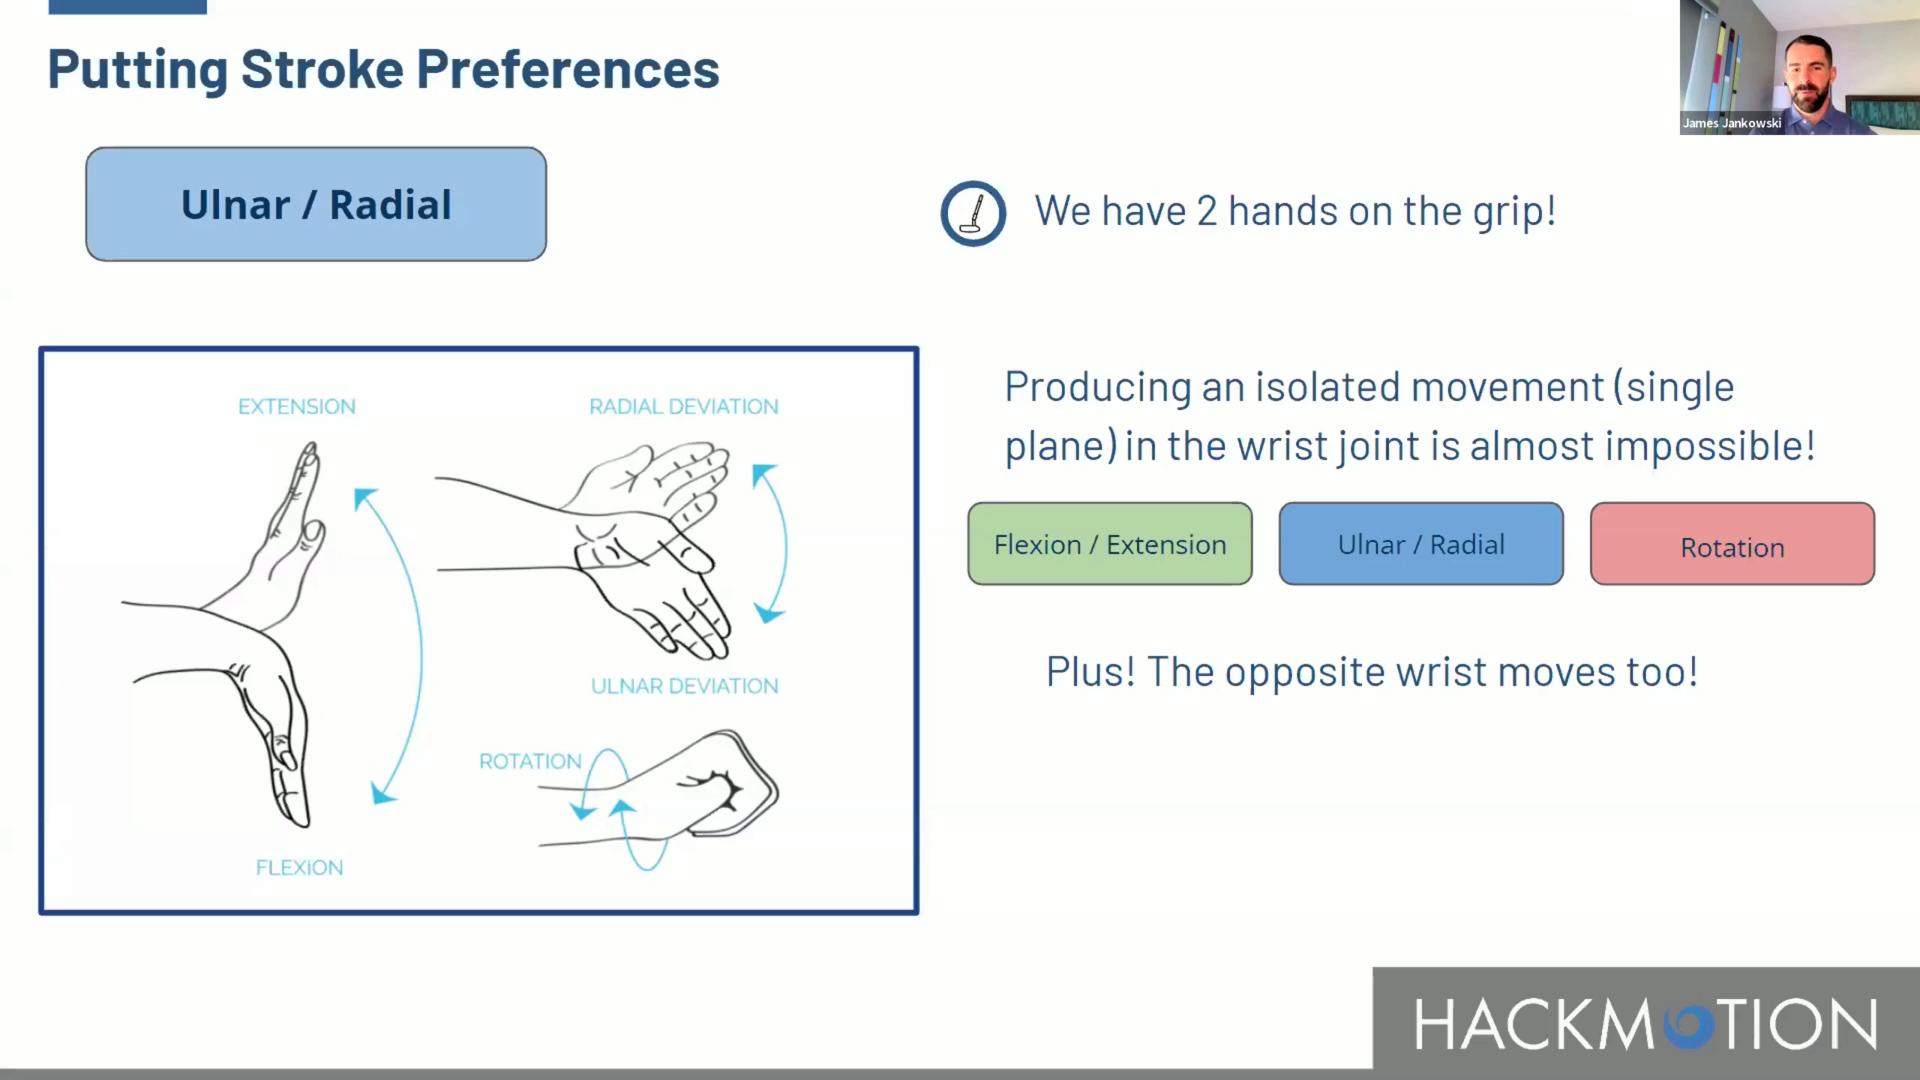 Putting Stroke Preferences
James Jankowski
Ulnar / Radial
We have 2 hands on the grip!
EXTENSION
RADIAL DEVIATION
ULNAR DEVIATION
ROTATION
FLEXION
Producing an isolated movement (single
plane) in the wrist joint is almost impossible!
Flexion / Extension
Ulnar / Radial
Rotation
Plus! The opposite wrist moves too!
HACKMOTION